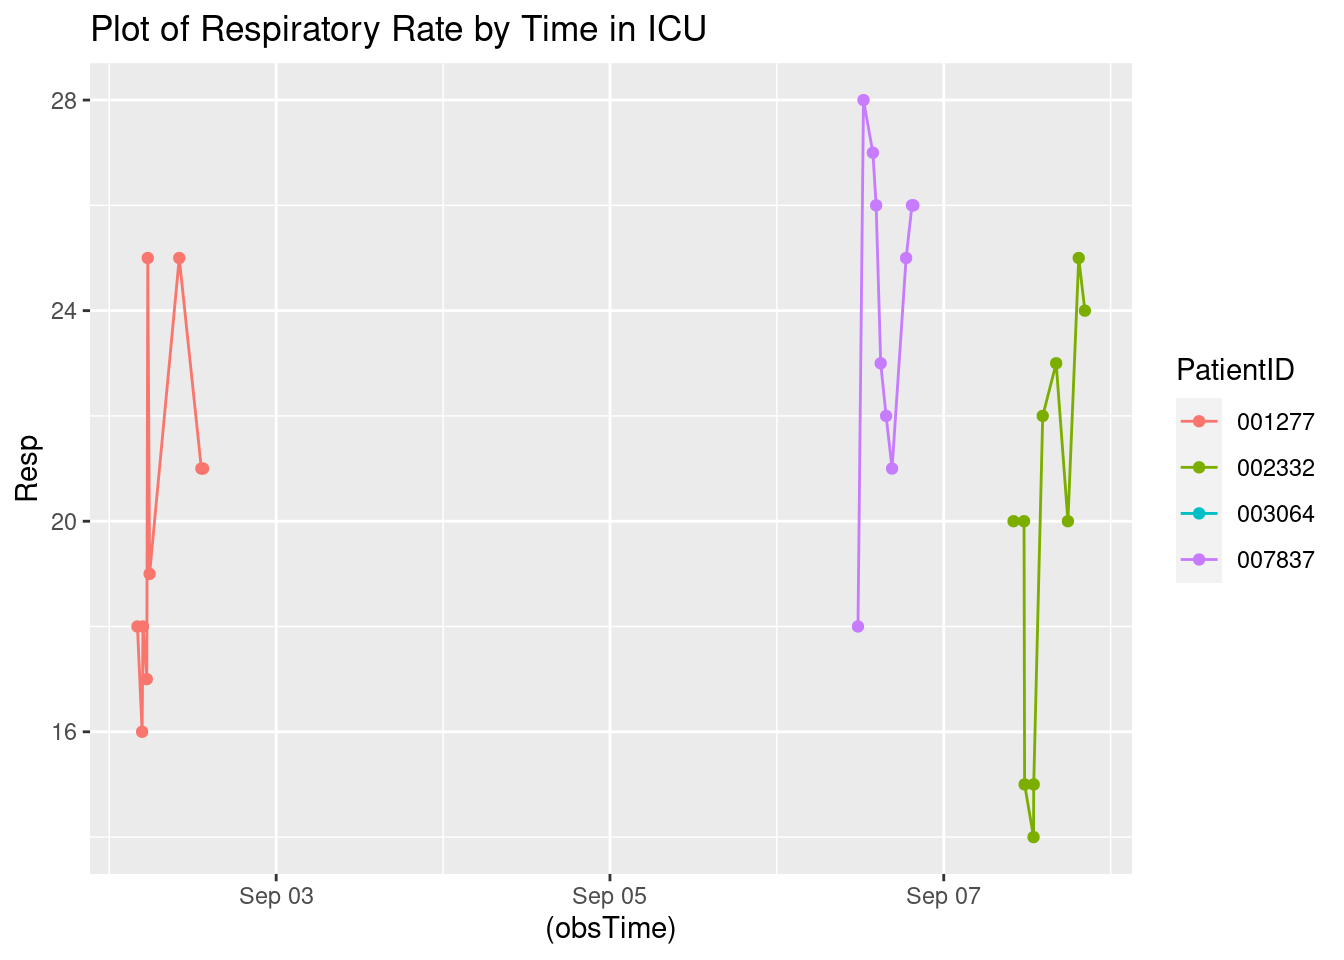 Plot of Respiratory Rate by Time in ICU
28
24
20
16
Resp
Sep 03
Sep 05
Sep 07
(obsTime)
PatientID
001277
002332
003064
007837